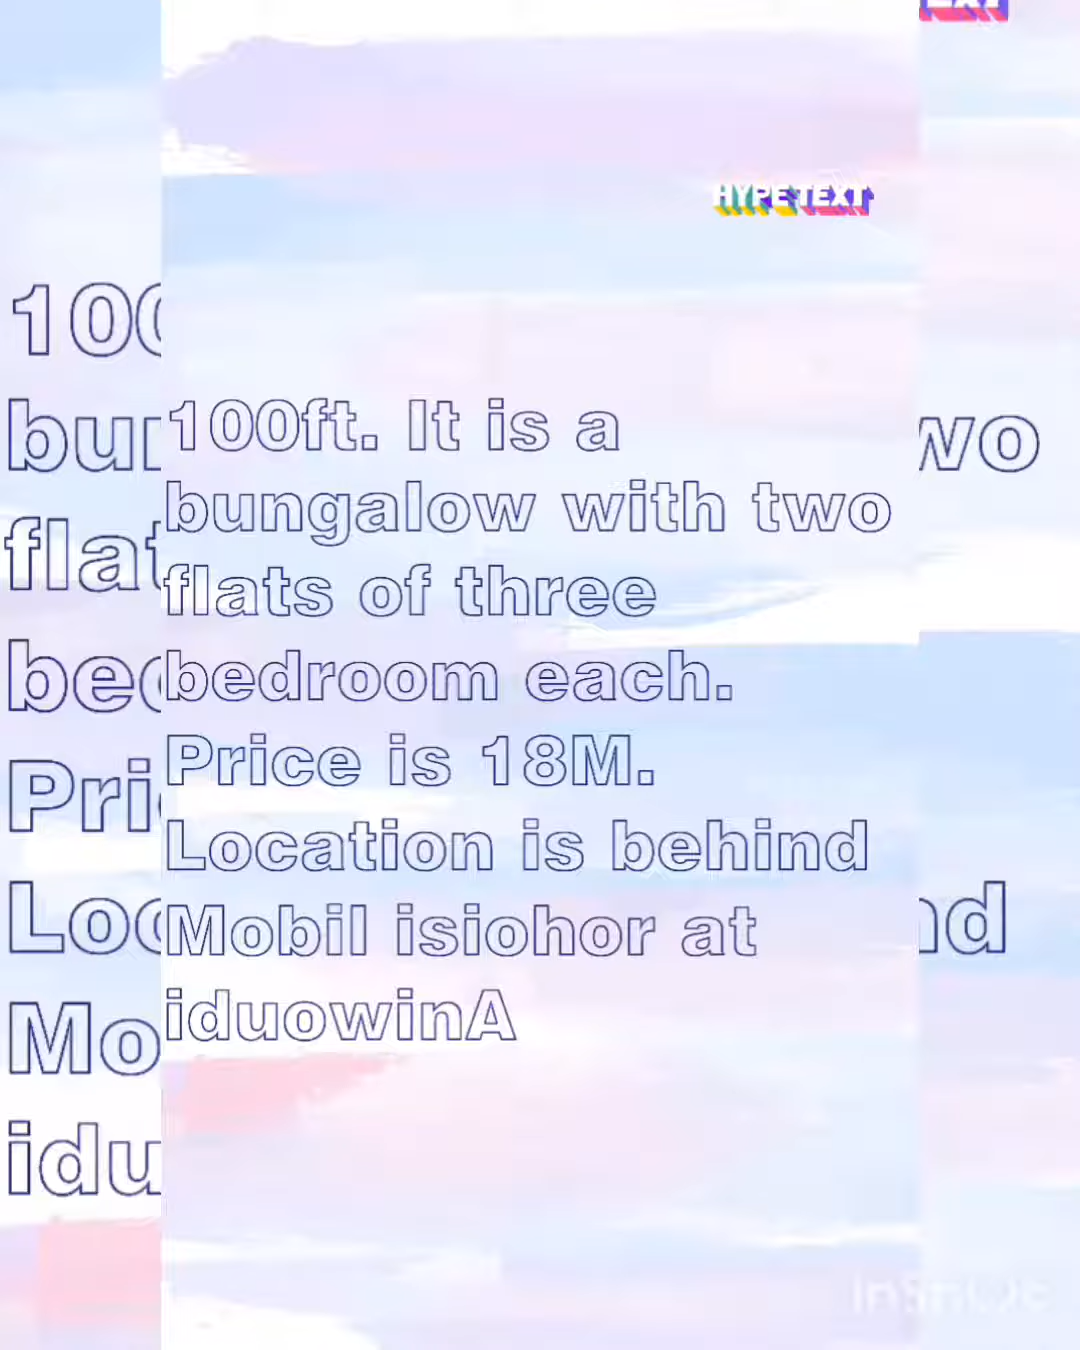 HYPETEXT
100ft. It is a
bungalow with two
flats of three
bedroom each.
Price is 18M.
Location is behind
Mobil isiohor at
iduowinA